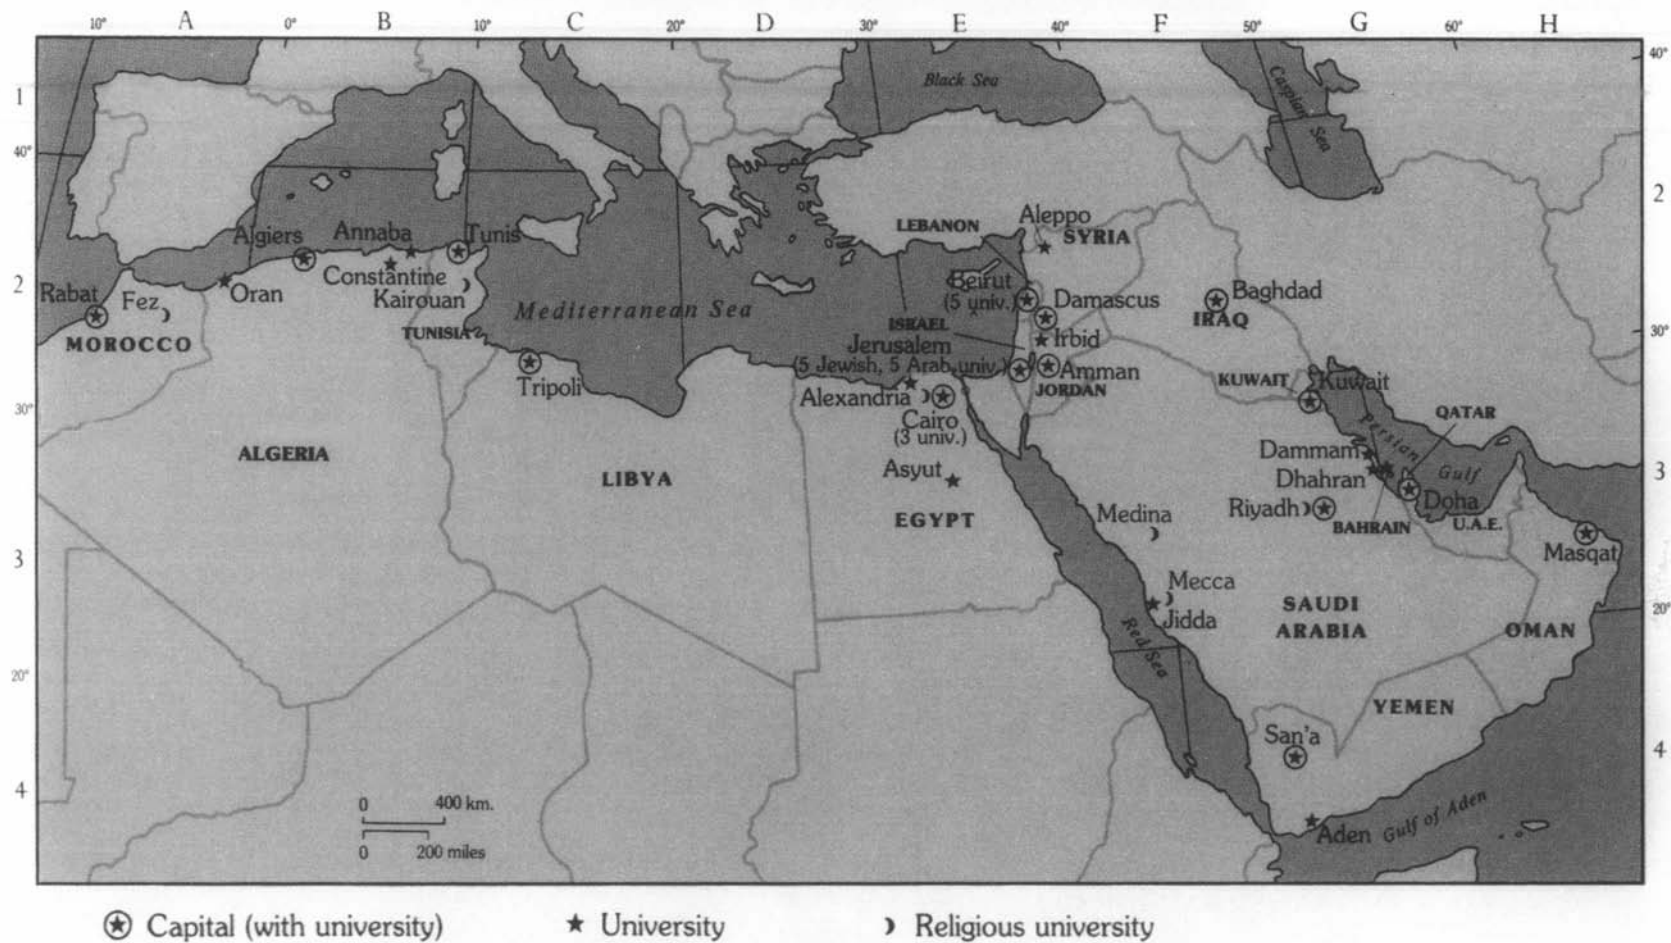 10° A 0° B 10° C 20° D 30° E 40° F 50° G 60° H
40°
Black Sea
Caspian Sea
1
1
40°
2
2
LEBANON
Aleppo
SYRIA
Algiers
Annaba
Tunis
Constantine
Kairouan
2
Rabat
Fez
Oran
MOROCCO
TUNISIA
Mediterranean Sea
Beirut
(5 univ.)
Damascus
Baghdad
IRAQ
ISRAEL
Irbid
30°
Jerusalem
(5 Jewish, 5 Arab univ.)
Amman
JORDAN
Tripoli
Alexandria
Cairo
(3 univ.)
KUWAIT
Kuwait
QATAR
30°
ALGERIA
LIBYA
Asyut
EGYPT
Dammam
Dhahran
Persian Gulf
3
Riyadh
Doha
BAHRAIN
U.A.E.
Medina
Masqat
3
Mecca
Jidda
SAUDI
ARABIA
OMAN
20°
Red Sea
20°
YEMEN
San'a
4
4
0 400 km.
0 200 miles
Aden
Gulf of Aden
Capital (with university)
University
Religious university